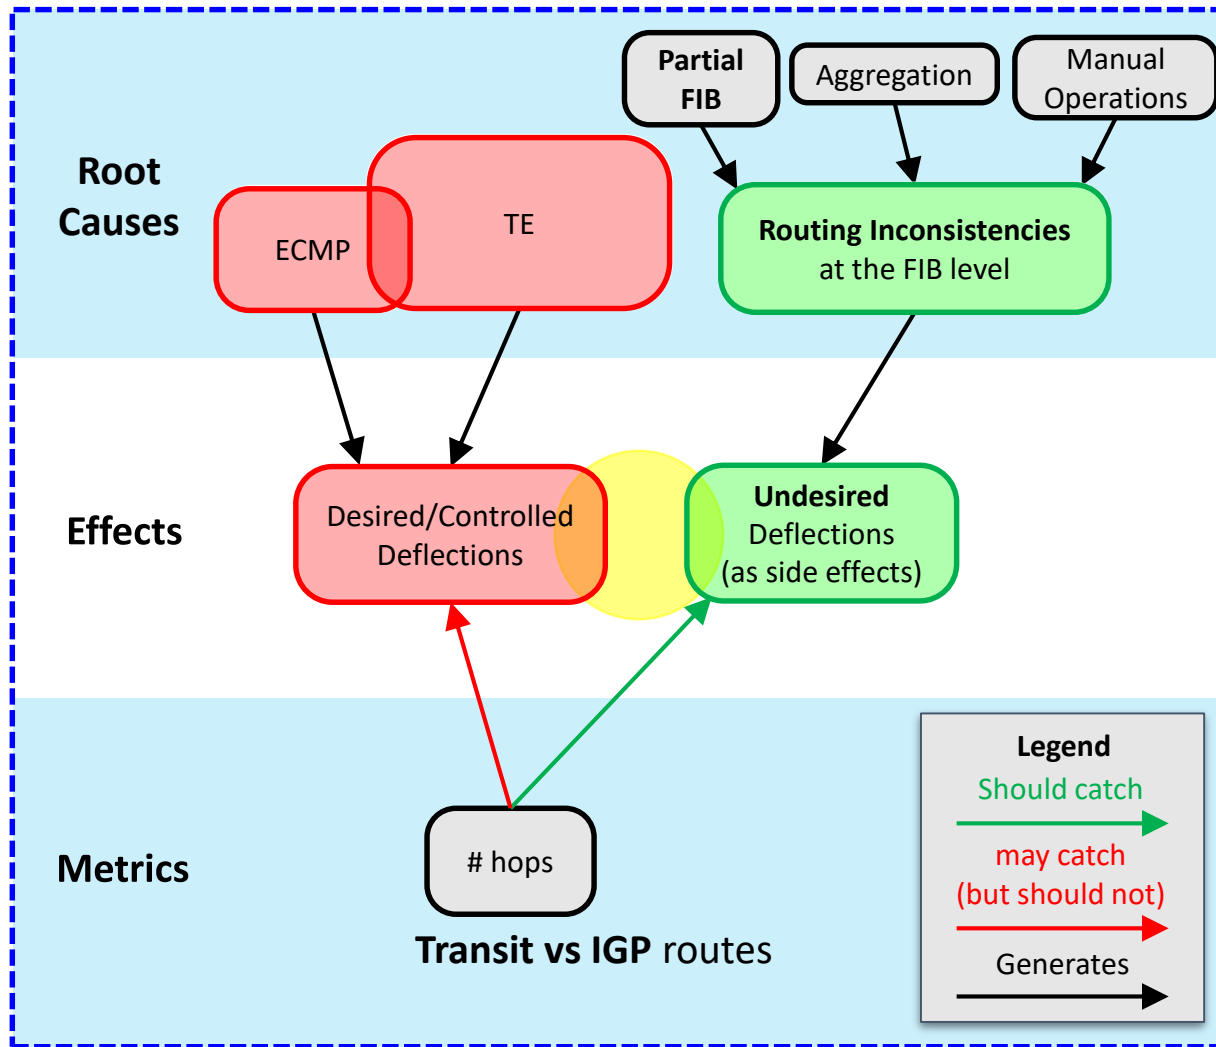 Root
Causes
Partial
FIB
Aggregation
Manual
Operations
ECMP
TE
Routing Inconsistencies
at the FIB level
Effects
Desired/Controlled
Deflections
Undesired
Deflections
(as side effects)
Metrics
# hops
Transit vs IGP routes
Legend
Should catch
may catch
(but should not)
Generates